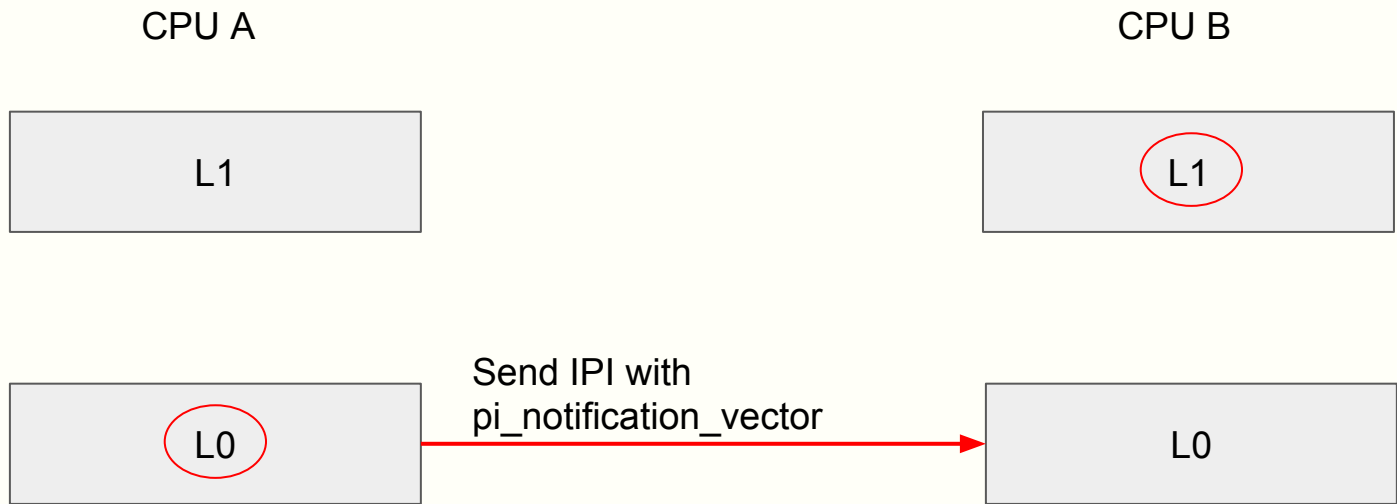 CPU A
CPU B
L1
L1
Send IPI with
pi_notification_vector
L0
L0